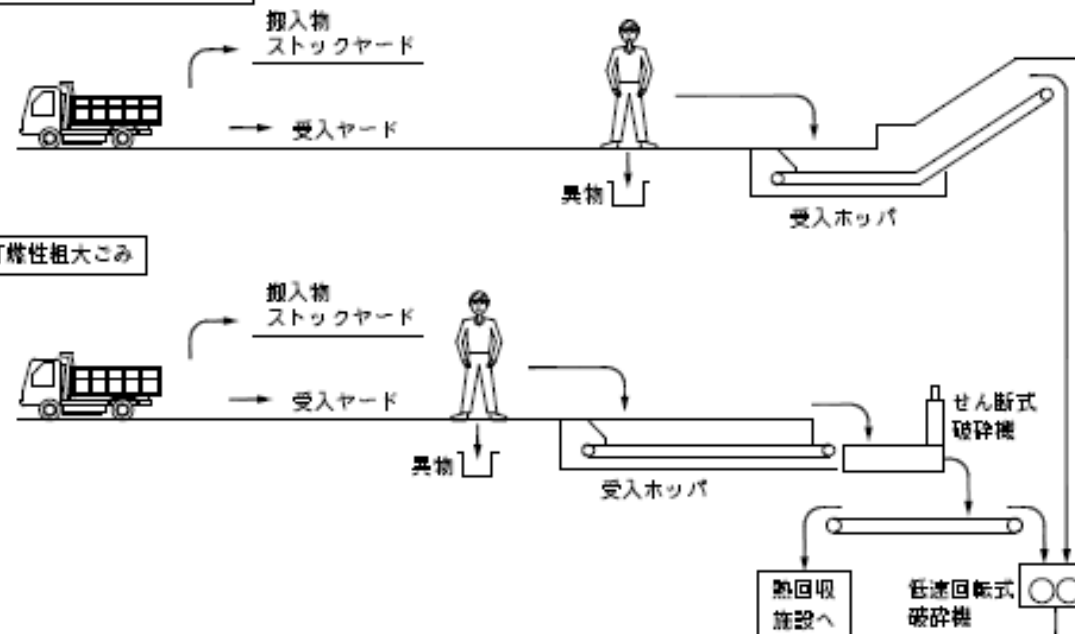 搬入物
ストックヤード
受入ヤード
異物
受入ホッパ
可燃性粗大ごみ
搬入物
ストックヤード
受入ヤード
異物
受入ホッパ
せん断式
破砕機
熱回収
施設へ
低速回転式
破砕機